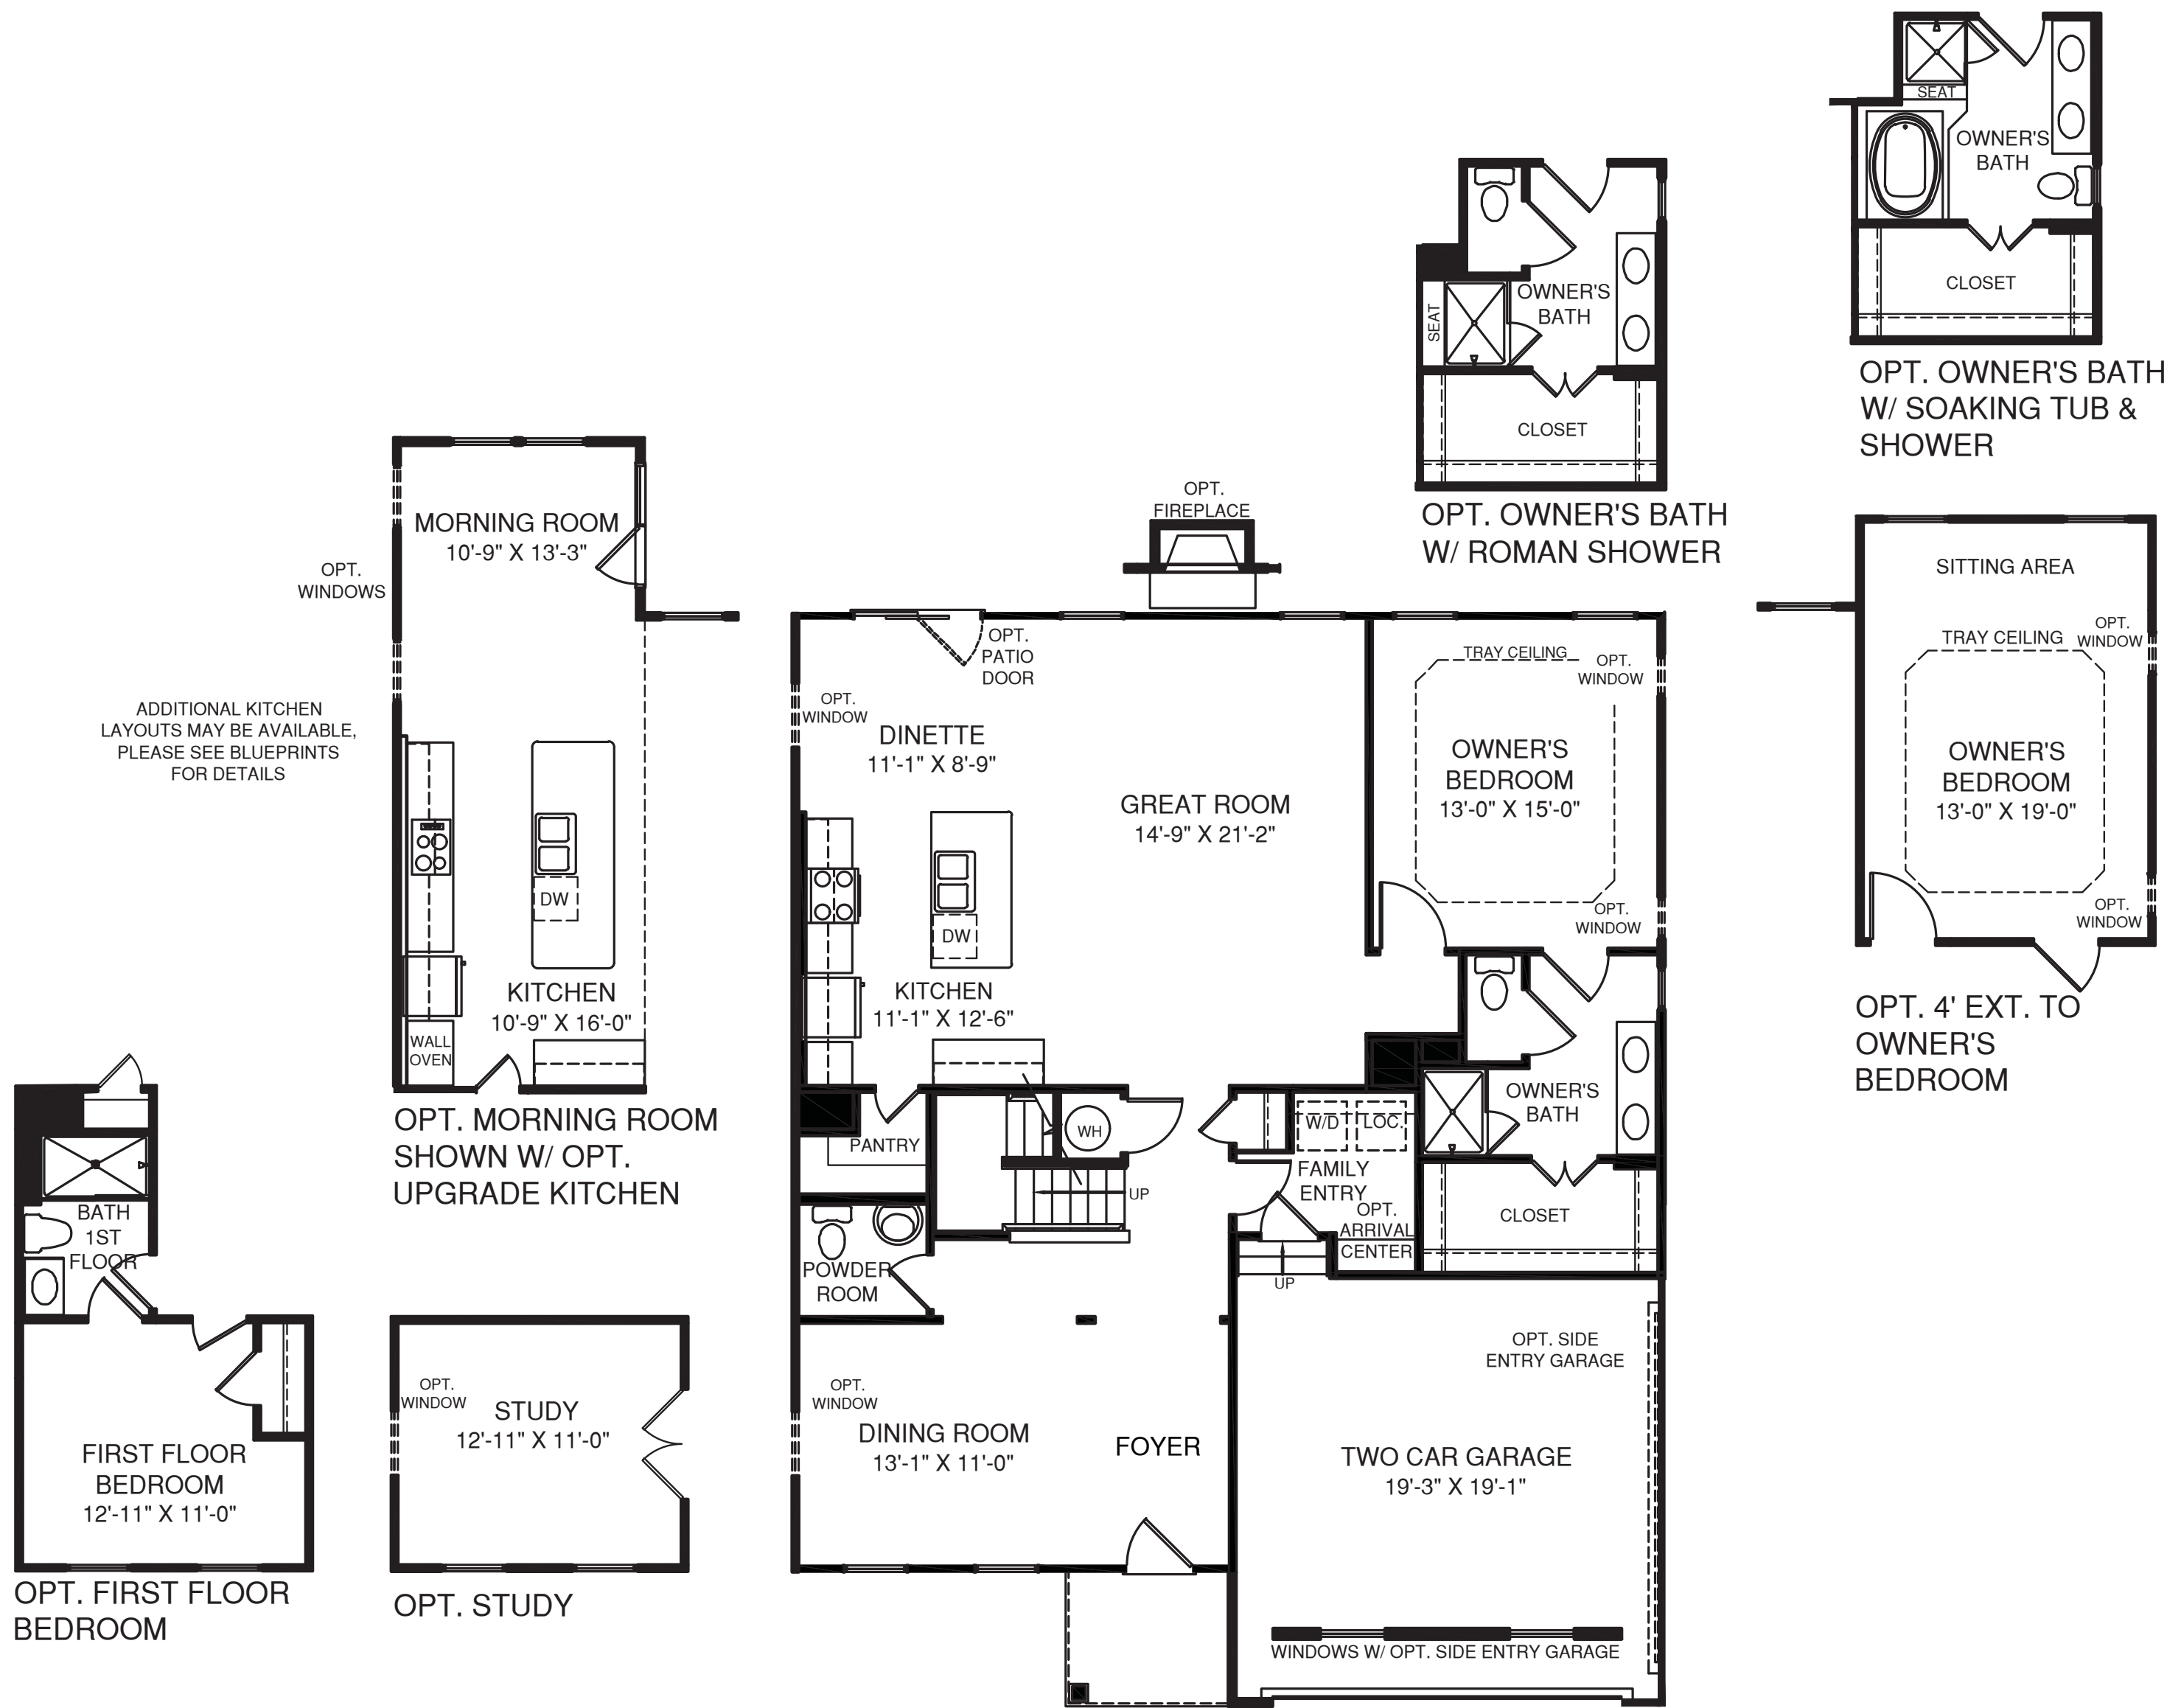 SEAT
OWNER'S
BATH
CLOSET
OPT. OWNER'S BATH
W/ SOAKING TUB &
SHOWER
OWNER'S
BATH
SEAT
CLOSET
OPT. OWNER'S BATH
W/ ROMAN SHOWER
MORNING ROOM
10'-9" X 13'-3"
OPT.
WINDOWS
ADDITIONAL KITCHEN
LAYOUTS MAY BE AVAILABLE,
PLEASE SEE BLUEPRINTS
FOR DETAILS
DW
KITCHEN
10'-9" X 16'-0"
WALL
OVEN
OPT. MORNING ROOM
SHOWN W/ OPT.
UPGRADE KITCHEN
OPT.
FIREPLACE
OPT.
PATIO
DOOR
OPT.
WINDOW
DINETTE
11'-1" X 8'-9"
GREAT ROOM
14'-9" X 21'-2"
TRAY CEILING
OPT.
WINDOW
OWNER'S
BEDROOM
13'-0" X 15'-0"
OPT.
WINDOW
DW
KITCHEN
11'-1" X 12'-6"
PANTRY
WH
UP
W/D
LOC.
FAMILY
ENTRY
OPT.
ARRIVAL
CENTER
UP
OWNER'S
BATH
CLOSET
POWDER
ROOM
OPT.
WINDOW
DINING ROOM
13'-1" X 11'-0"
FOYER
OPT. SIDE
ENTRY GARAGE
TWO CAR GARAGE
19'-3" X 19'-1"
WINDOWS W/ OPT. SIDE ENTRY GARAGE
SITTING AREA
OPT.
WINDOW
TRAY CEILING
OWNER'S
BEDROOM
13'-0" X 19'-0"
OPT.
WINDOW
OPT. 4' EXT. TO
OWNER'S
BEDROOM
BATH
1ST
FLOOR
FIRST FLOOR
BEDROOM
12'-11" X 11'-0"
OPT. FIRST FLOOR
BEDROOM
OPT.
WINDOW
STUDY
12'-11" X 11'-0"
OPT. STUDY